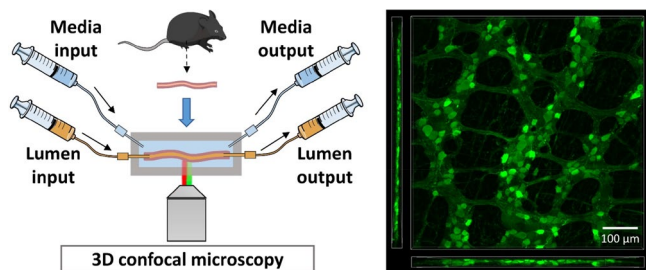 Media
input
Media
output
Lumen
input
Lumen
output
3D confocal microscopy
100 µm